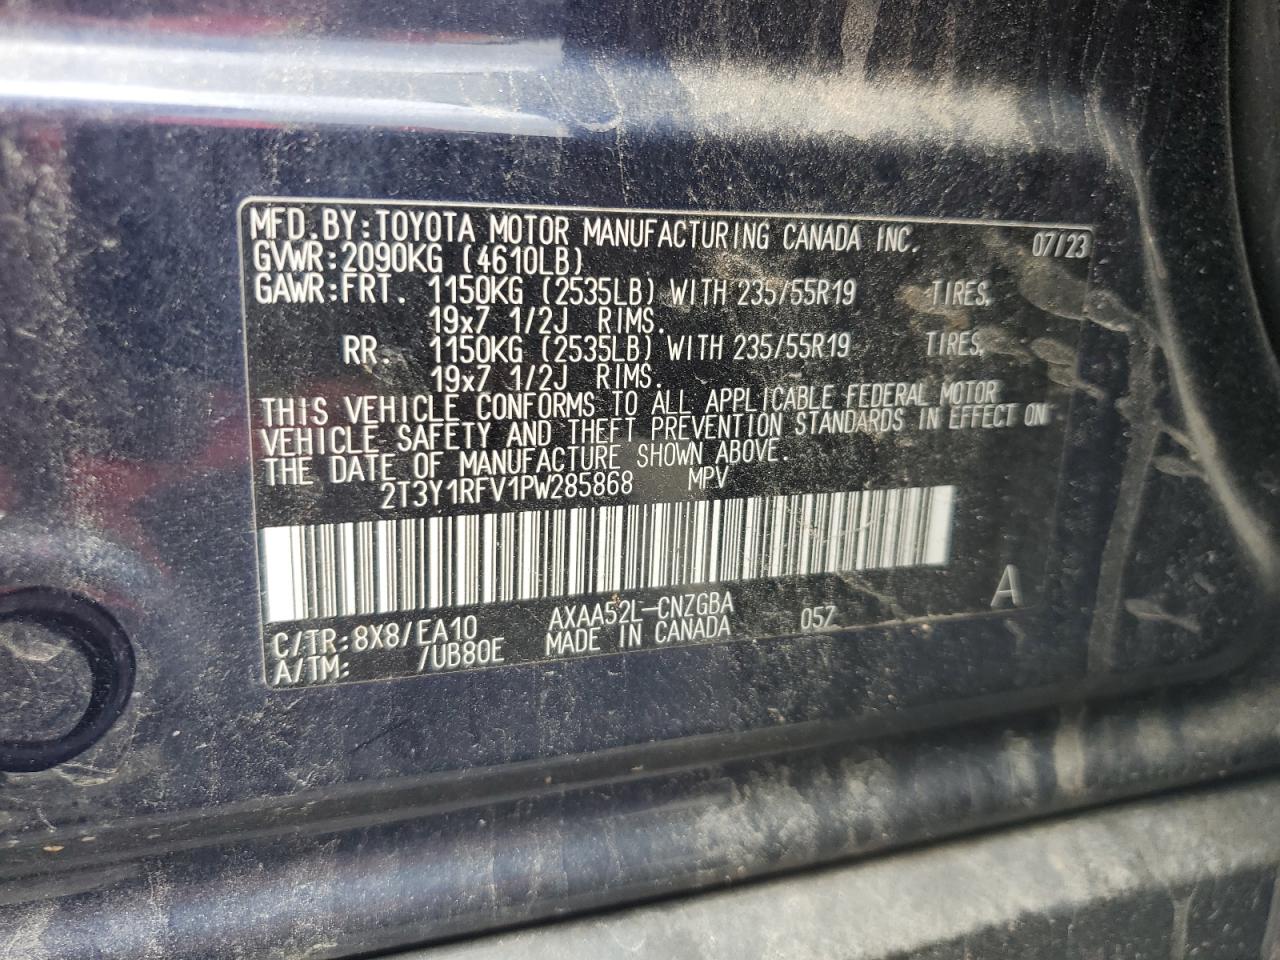 MFD.BY:TOYOTA MOTOR MANUFACTURING CANADA INC. 07/23
GVWR:2090KG (4610LB)
GAWR:FRT. 1150KG (2535LB) WITH 235/55R19 TIRES,
19x7 1/2J RIMS.
RR. 1150KG (2535LB) WITH 235/55R19 TIRES,
19x7 1/2J RIMS.
THIS VEHICLE CONFORMS TO ALL APPLICABLE FEDERAL MOTOR
VEHICLE SAFETY AND THEFT PREVENTION STANDARDS IN EFFECT ON
THE DATE OF MANUFACTURE SHOWN ABOVE.
2T3Y1RFV1PW285868 MPV
A
C/TR:8X8/EA10 AXAA52L-CNZGBA 05Z
A/TM: /UB80E MADE IN CANADA